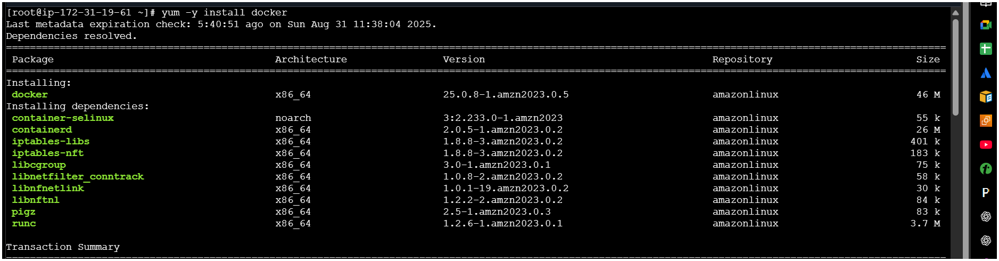 [root@ip-172-31-19-61 ~]# yum -y install docker
Last metadata expiration check: 5:40:51 ago on Sun Aug 31 11:38:04 2025.
Dependencies resolved.
Package Architecture Version Repository Size
Installing:
docker x86_64 25.0.8-1.amzn2023.0.5 amazonlinux 46 M
Installing dependencies:
container-selinux noarch 3:2.233.0-1.amzn2023 amazonlinux 55 k
containerd x86_64 2.0.5-1.amzn2023.0.2 amazonlinux 26 M
iptables-libs x86_64 1.8.8-3.amzn2023.0.2 amazonlinux 401 k
iptables-nft x86_64 1.8.8-3.amzn2023.0.2 amazonlinux 183 k
libcgroup x86_64 3.0-1.amzn2023.0.1 amazonlinux 75 k
libnetfilter_conntrack x86_64 1.0.8-2.amzn2023.0.2 amazonlinux 58 k
libnfnetlink x86_64 1.0.1-19.amzn2023.0.2 amazonlinux 30 k
libnftnl x86_64 1.2.2-2.amzn2023.0.2 amazonlinux 84 k
pigz x86_64 2.5-1.amzn2023.0.3 amazonlinux 83 k
runc x86_64 1.2.6-1.amzn2023.0.1 amazonlinux 3.7 M
Transaction Summary
P